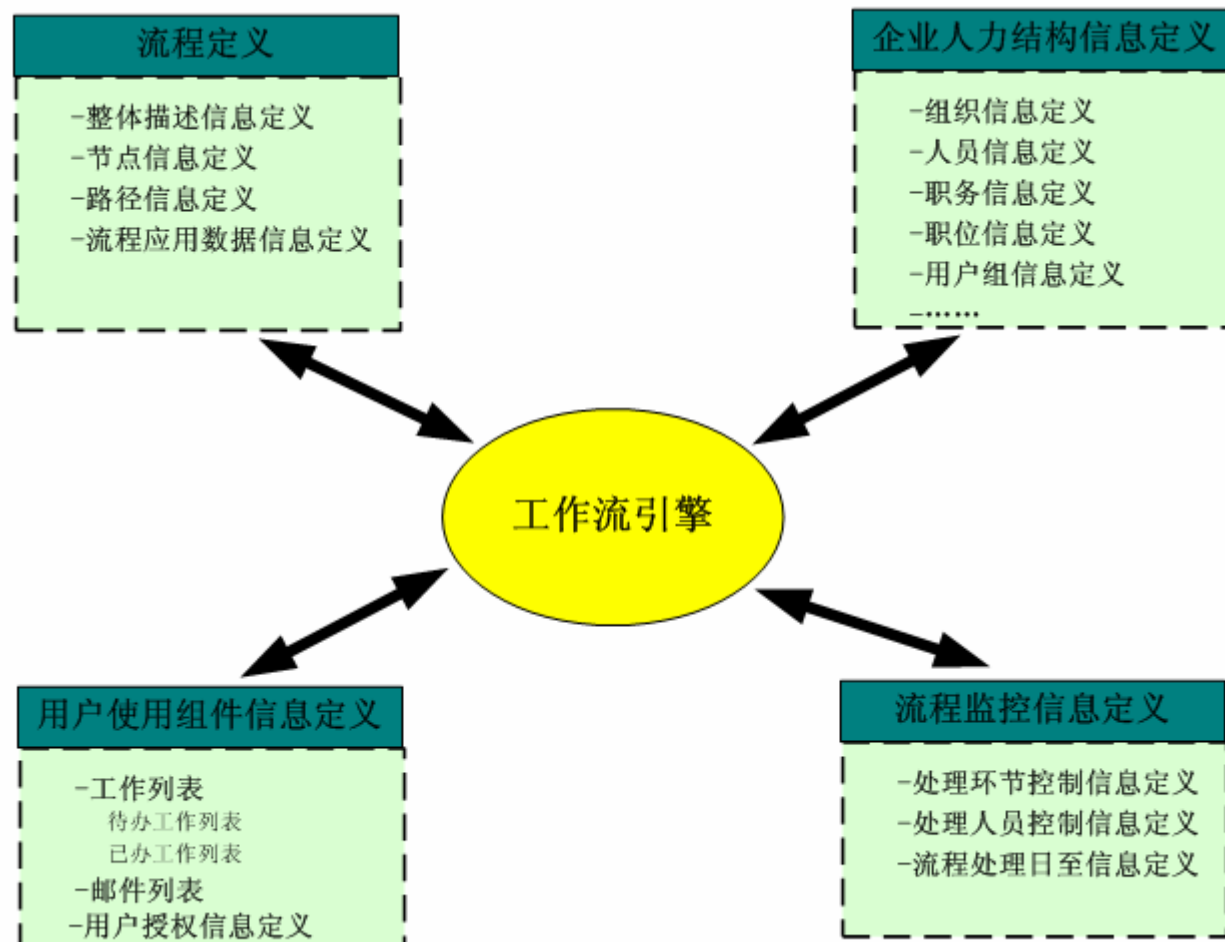 流程定义
-整体描述信息定义
-节点信息定义
-路径信息定义
-流程应用数据信息定义
企业人力结构信息定义
-组织信息定义
-人员信息定义
-职务信息定义
-职位信息定义
-用户组信息定义
-……
工作流引擎
用户使用组件信息定义
-工作列表
待办工作列表
已办工作列表
-邮件列表
-用户授权信息定义
流程监控信息定义
-处理环节控制信息定义
-处理人员控制信息定义
-流程处理日至信息定义